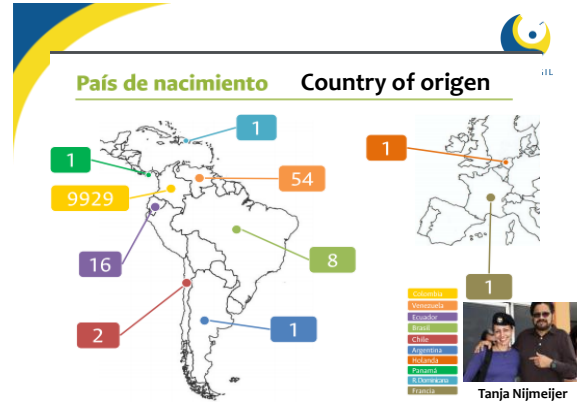 IIL
País de nacimiento Country of origen
1
1
1
9929
54
16
8
2
1
1
Colombia
Venezuela
Ecuador
Brasil
Chile
Argentina
Holanda
Panamá
R.Dominicana
Francia
Tanja Nijmeijer